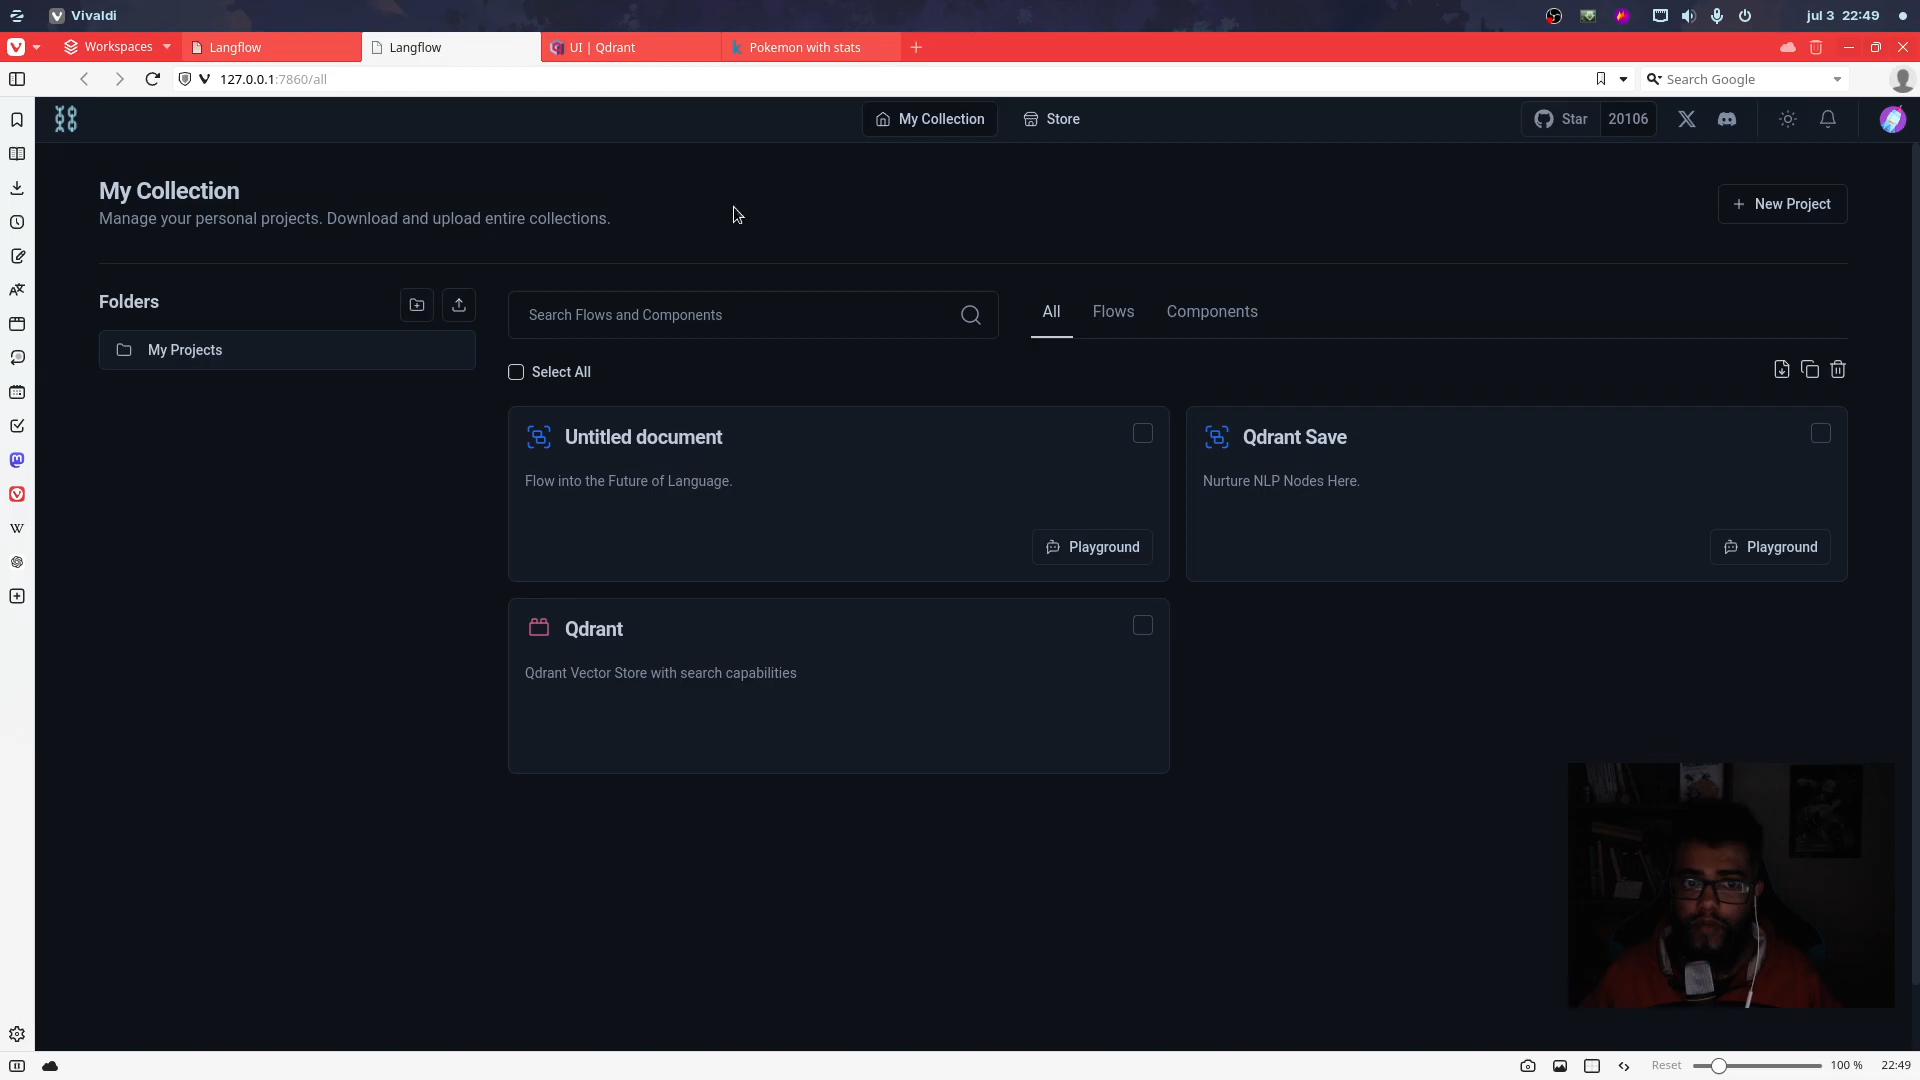 Vivaldi
jul 3 22:49
Workspaces
Langflow
Langflow
UI | Qdrant
Pokemon with stats
127.0.0.1:7860/all
Search Google
My Collection
Store
Star
20106
My Collection
Manage your personal projects. Download and upload entire collections.
New Project
Folders
Search Flows and Components
All
Flows
Components
My Projects
Select All
Untitled document
Flow into the Future of Language.
Playground
Qdrant Save
Nurture NLP Nodes Here.
Playground
Qdrant
Qdrant Vector Store with search capabilities
W
Reset
100 %
22:49